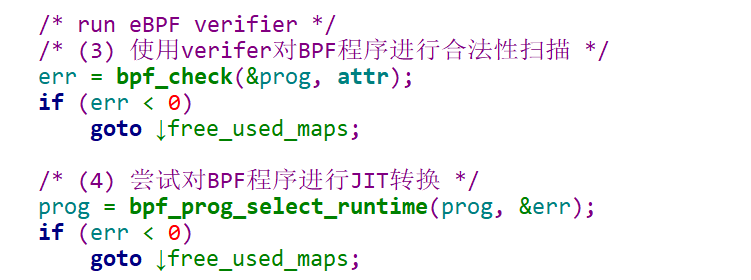 /* run eBPF verifier */
/* (3) 使用verifer对BPF程序进行合法性扫描 */
err = bpf_check(&prog, attr);
if (err < 0)
goto ↓free_used_maps;
/* (4) 尝试对BPF程序进行JIT转换 */
prog = bpf_prog_select_runtime(prog, &err);
if (err < 0)
goto ↓free_used_maps;